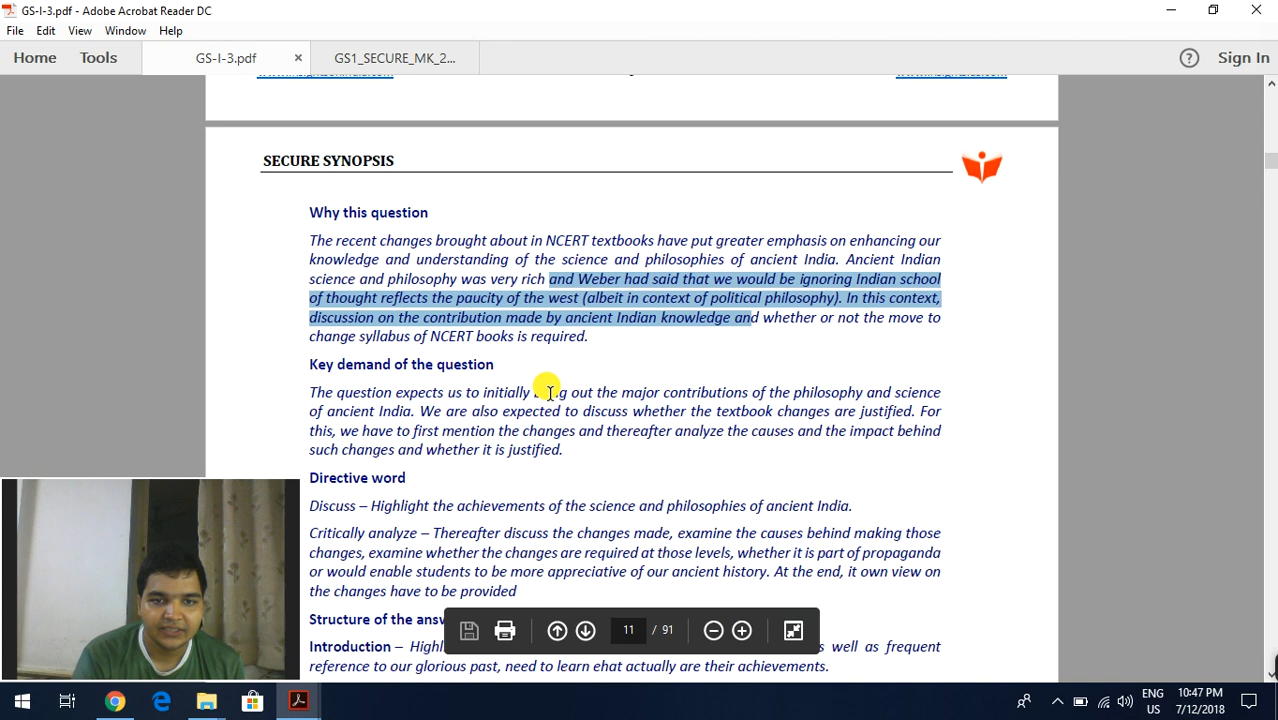 GS-I-3.pdf - Adobe Acrobat Reader DC
File Edit View Window Help
Home Tools GS-I-3.pdf × GS1_SECURE_MK_2... ? Sign In
SECURE SYNOPSIS
Why this question
The recent changes brought about in NCERT textbooks have put greater emphasis on enhancing our
knowledge and understanding of the science and philosophies of ancient India. Ancient Indian
science and philosophy was very rich and Weber had said that we would be ignoring Indian school
of thought reflects the paucity of the west (albeit in context of political philosophy). In this context,
discussion on the contribution made by ancient Indian knowledge and whether or not the move to
change syllabus of NCERT books is required.
Key demand of the question
The question expects us to initially out the major contributions of the philosophy and science
of ancient India. We are also expected to discuss whether the textbook changes are justified. For
this, we have to first mention the changes and thereafter analyze the causes and the impact behind
such changes and whether it is justified.
Directive word
Discuss – Highlight the achievements of the science and philosophies of ancient India.
Critically analyze – Thereafter discuss the changes made, examine the causes behind making those
changes, examine whether the changes are required at those levels, whether it is part of propaganda
or would enable students to be more appreciative of our ancient history. At the end, it own view on
the changes have to be provided
Structure of the
Introduction – well as frequent
reference to our glorious past, need to learn ehat actually are their achievements.
11 / 91
ENG
US
10:47 PM
7/12/2018